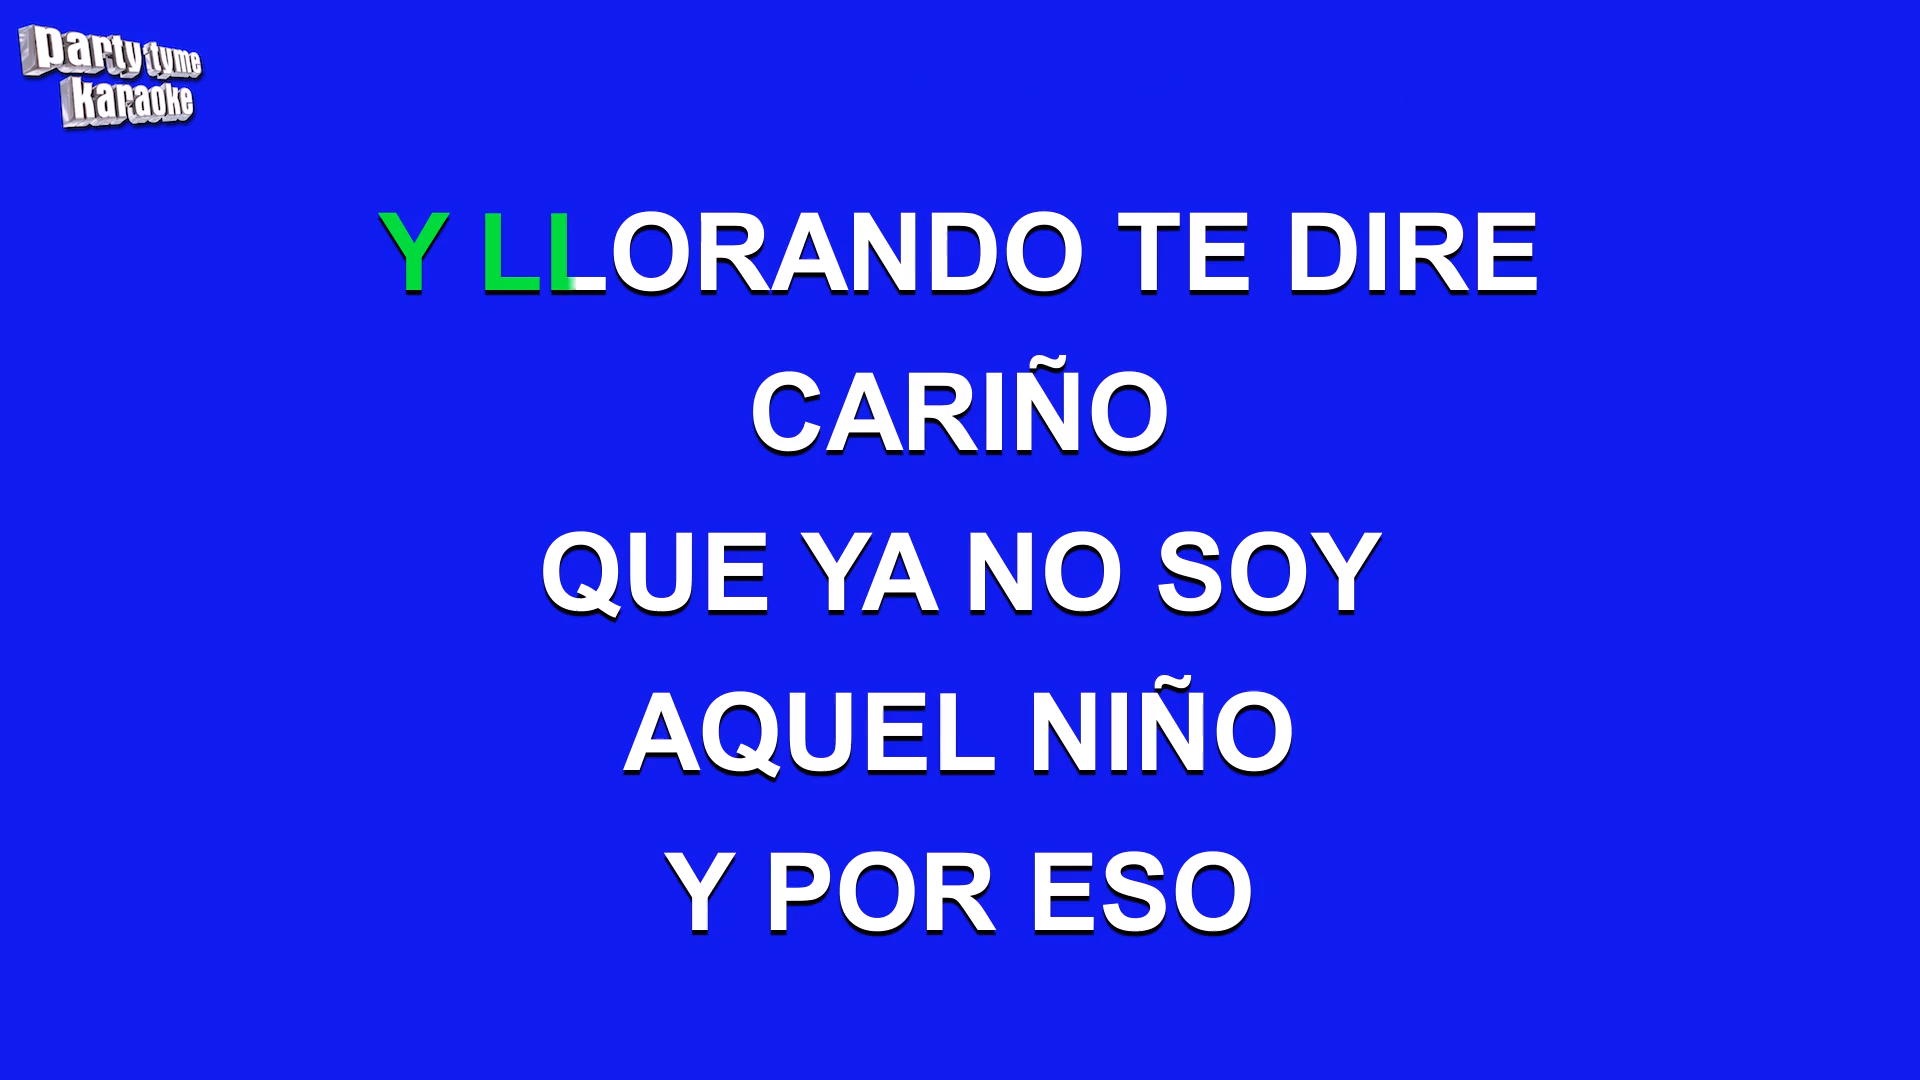 party tyme
karaoke
Y LLORANDO TE DIRE
CARIÑO
QUE YA NO SOY
AQUEL NIÑO
Y POR ESO